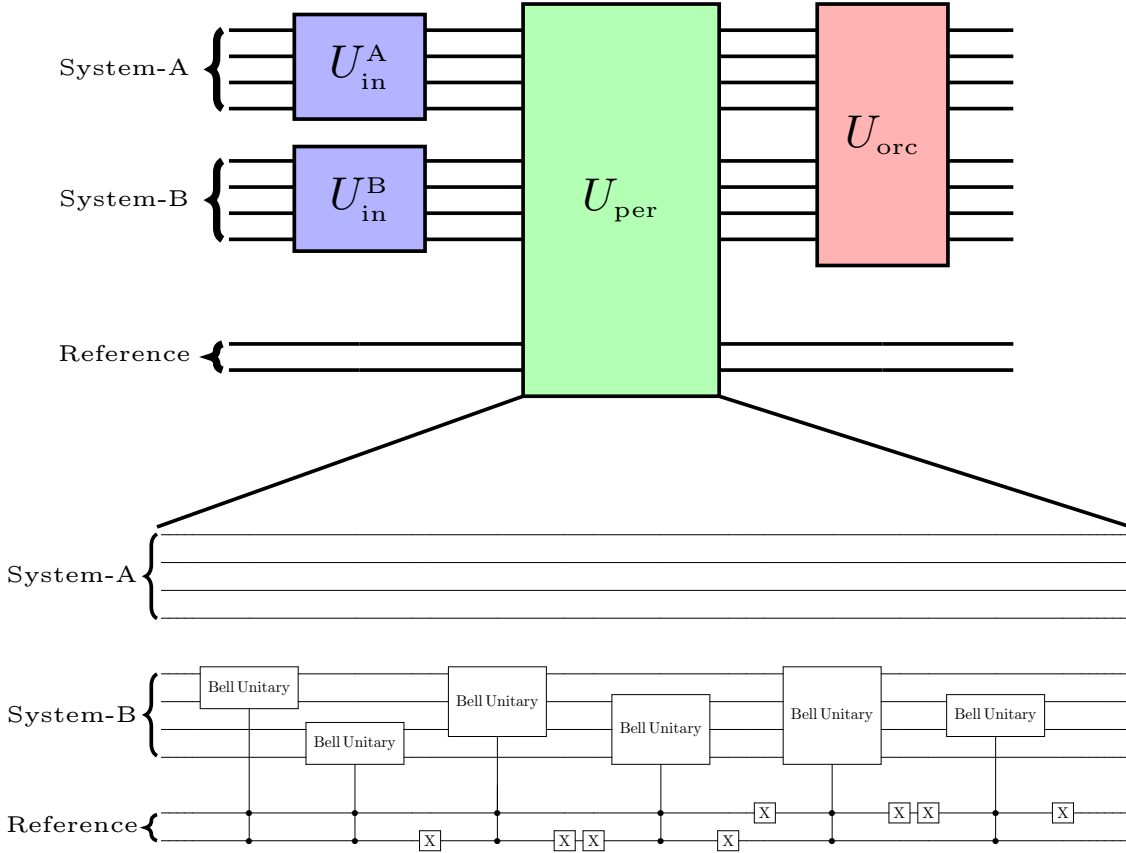 System-A
U_in^A
System-B
U_in^B
U_per
U_orc
Reference
System-A
System-B
Bell Unitary
Bell Unitary
Bell Unitary
Bell Unitary
Bell Unitary
Bell Unitary
Reference
X
X
X
X
X
X
X
X